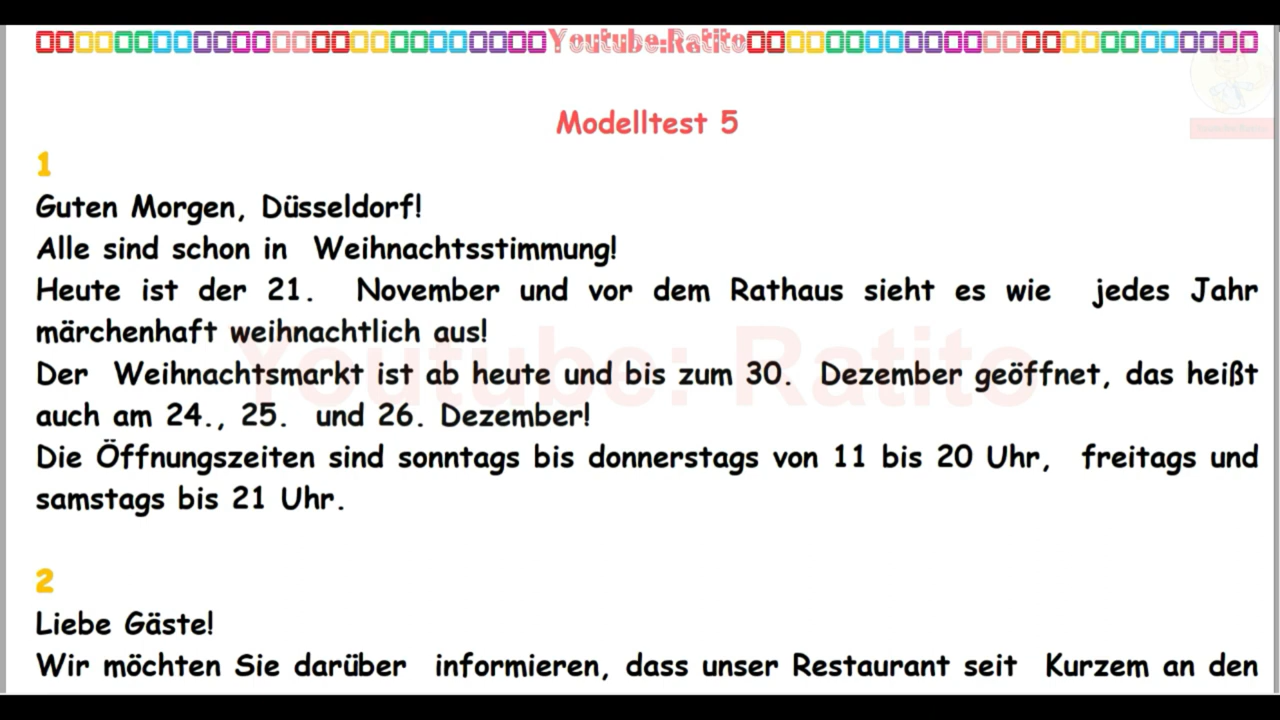 Youtube:Ratito
Modelltest 5
1
Guten Morgen, Düsseldorf!
Alle sind schon in Weihnachtsstimmung!
Heute ist der 21. November und vor dem Rathaus sieht es wie jedes Jahr
märchenhaft weihnachtlich aus!
Der Weihnachtsmarkt ist ab heute und bis zum 30. Dezember geöffnet, das heißt
auch am 24., 25. und 26. Dezember!
Youtube: Ratito
Die Öffnungszeiten sind sonntags bis donnerstags von 11 bis 20 Uhr, freitags und
samstags bis 21 Uhr.
2
Liebe Gäste!
Wir möchten Sie darüber informieren, dass unser Restaurant seit Kurzem an den